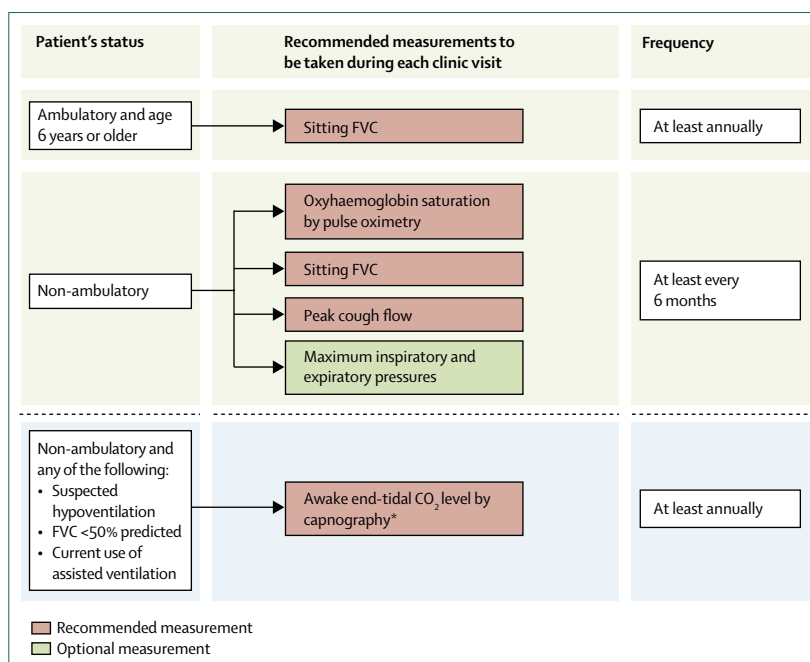 Patient's status
Recommended measurements to
be taken during each clinic visit
Frequency
Ambulatory and age
6 years or older
Sitting FVC
At least annually
Non-ambulatory
Oxyhaemoglobin saturation
by pulse oximetry
Sitting FVC
Peak cough flow
Maximum inspiratory and
expiratory pressures
At least every
6 months
Non-ambulatory and
any of the following:
• Suspected
hypoventilation
• FVC <50% predicted
• Current use of
assisted ventilation
Awake end-tidal CO₂ level by
capnography*
At least annually
Recommended measurement
Optional measurement